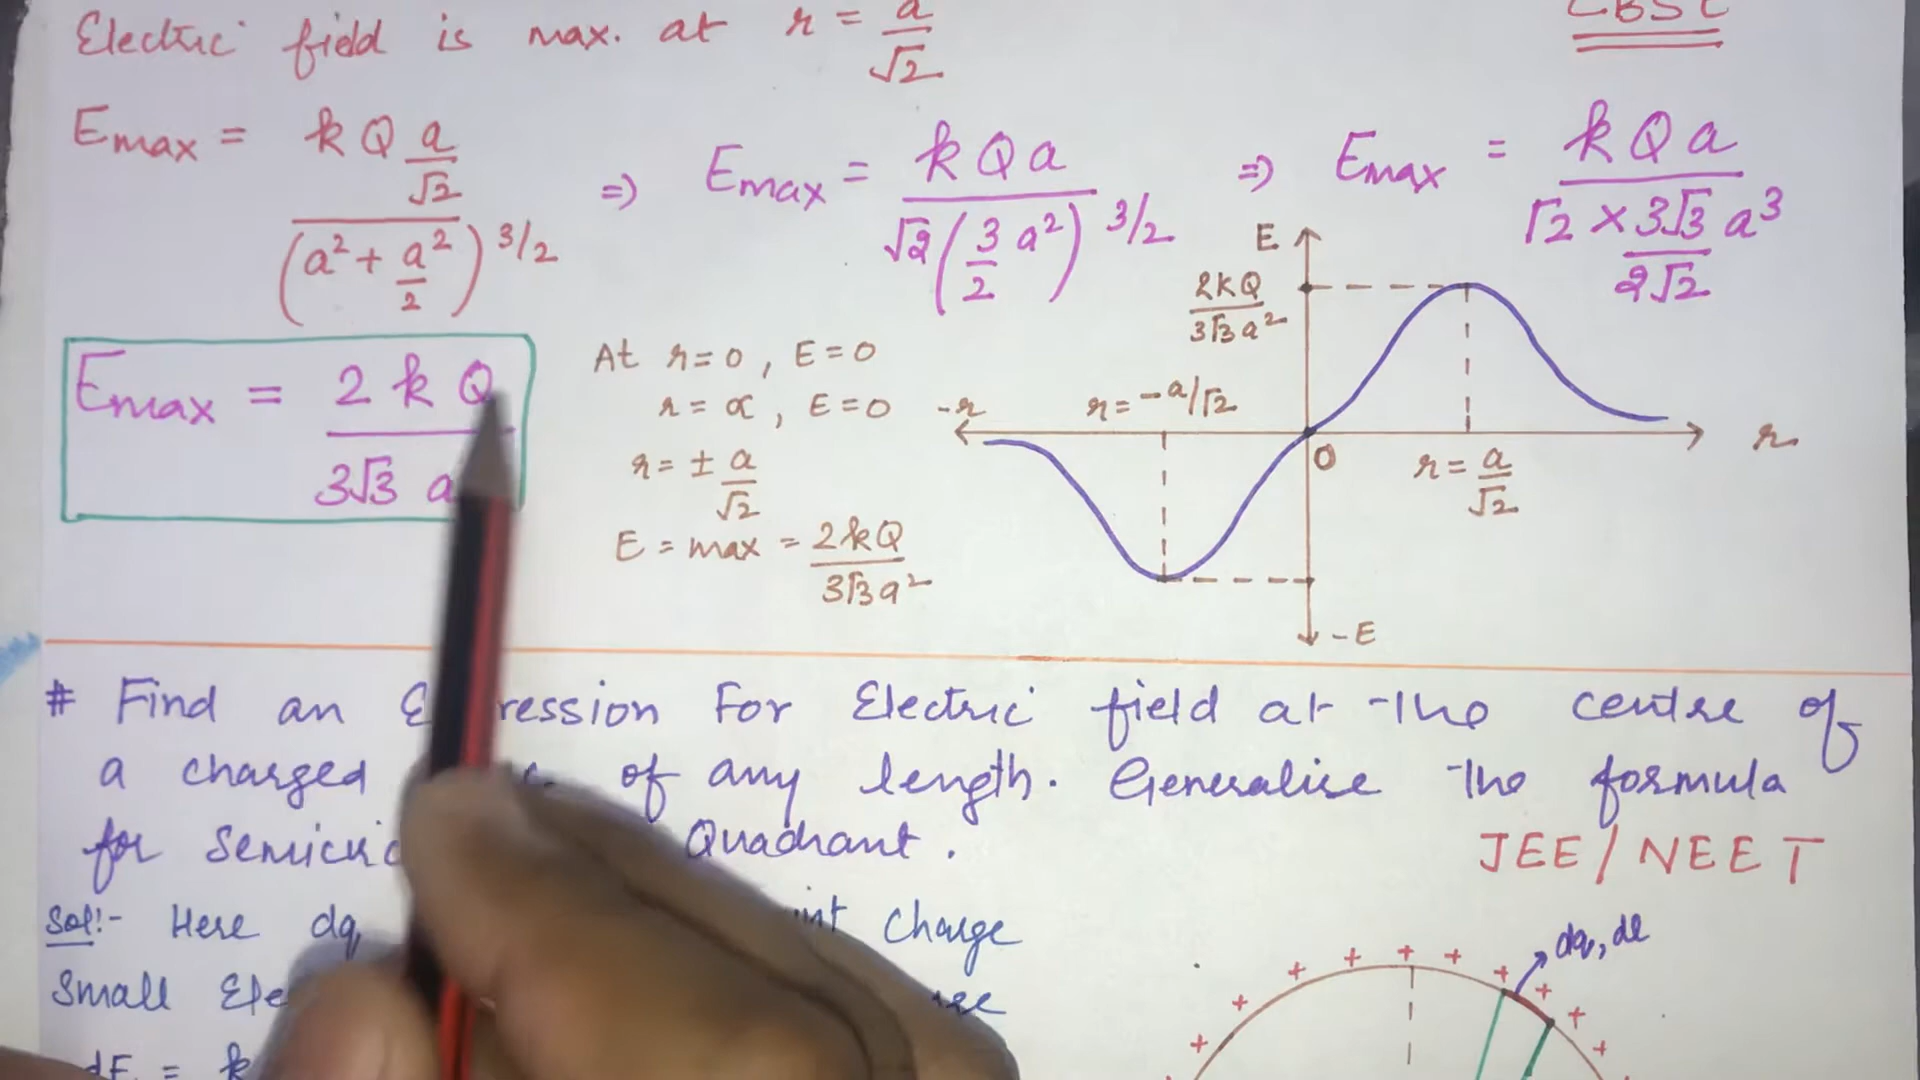 Electric field is max. at r = a/√2
CBSE
Emax = kQ a/√2 / (a² + a²/2)^3/2 ⇒ Emax = kQa / √2 (3/2 a²)^3/2 ⇒ Emax = kQa / √2 × 3√3/2√2 a³
Emax = 2kQ / 3√3 a
At r=0, E=0
r = ∝, E=0
r = ± a/√2
E = max = 2kQ / 3√3a²
E
2kQ / 3√3a²
-r
r = -a/√2
O
r = a/√2
r
-E
# Find an ression For Electric field at the centre of
a charged of any length. Generalise the formula
for Semicirc Quadrant.
JEE/NEET
Sol:- Here dq Charge
Small Ele
dE = k
dq, dl
+ + + + + + + + + + +